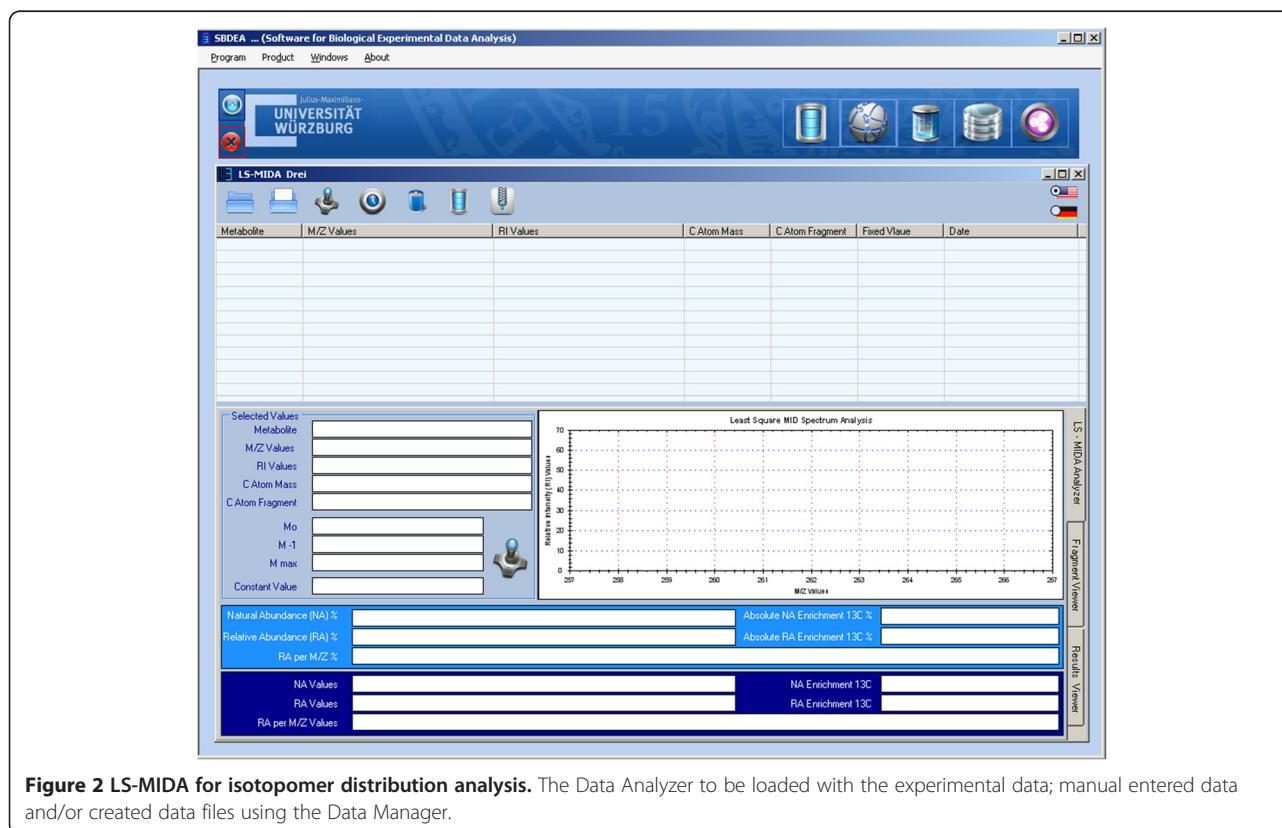 SBDEA ... (Software for Biological Experimental Data Analysis)
Program Product Windows About
Julius-Maximilians-
UNIVERSITÄT
WÜRZBURG
LS-MIDA Drei
Metabolite M/Z Values RI Values C Atom Mass C Atom Fragment Fixed Vlaue Date
Selected Values
Metabolite
M/Z Values
RI Values
C Atom Mass
C Atom Fragment
Mo
M -1
M max
Constant Value
Least Square MID Spectrum Analysis
Relative Intensity (RI) Values
70
60
50
40
30
20
10
0
257 258 259 260 261 262 263 264 265 266 267
M/Z Values
LS - MIDA Analyzer
Fragment Viewer
Results Viewer
Natural Abundance (NA) % Absolute NA Enrichment 13C %
Relative Abundance (RA) % Absolute RA Enrichment 13C %
RA per M/Z %
NA Values NA Enrichment 13C
RA Values RA Enrichment 13C
RA per M/Z Values
Figure 2 LS-MIDA for isotopomer distribution analysis. The Data Analyzer to be loaded with the experimental data; manual entered data
and/or created data files using the Data Manager.